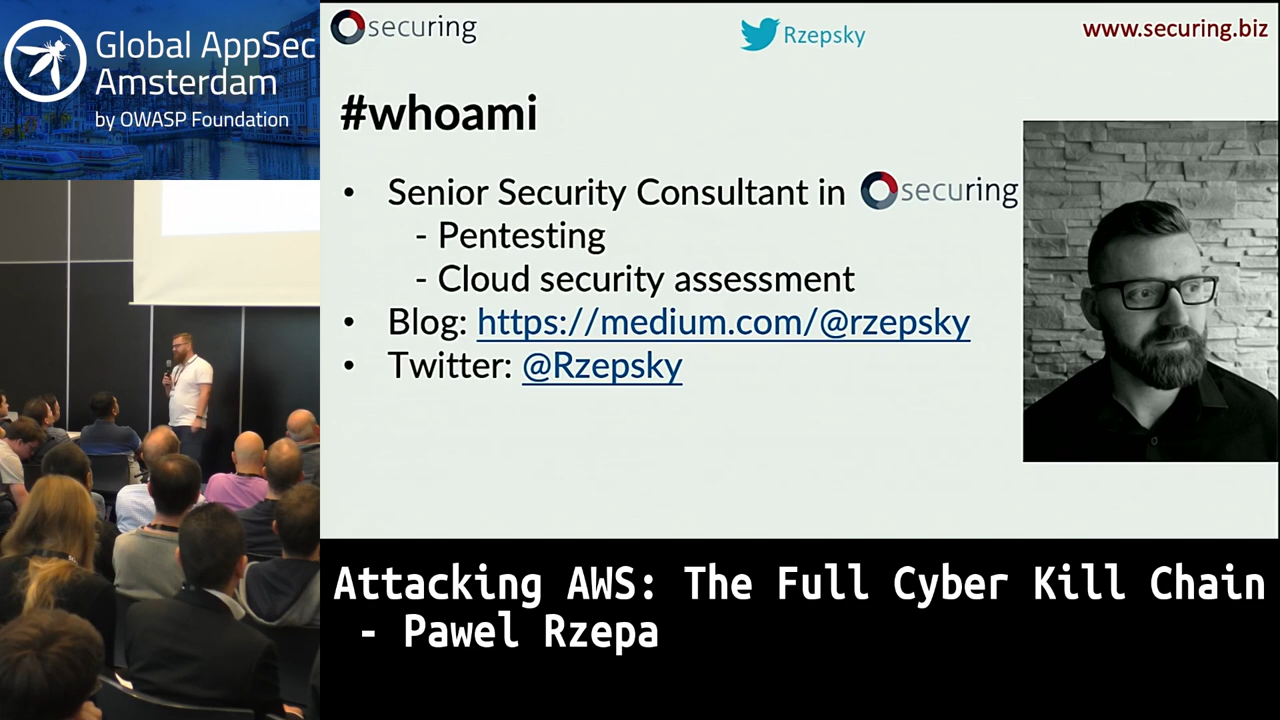 Global AppSec
Amsterdam
by OWASP Foundation
securing
Rzepsky
www.securing.biz
#whoami
• Senior Security Consultant in securing
- Pentesting
- Cloud security assessment
• Blog: https://medium.com/@rzepsky
• Twitter: @Rzepsky
Attacking AWS: The Full Cyber Kill Chain
- Pawel Rzepa